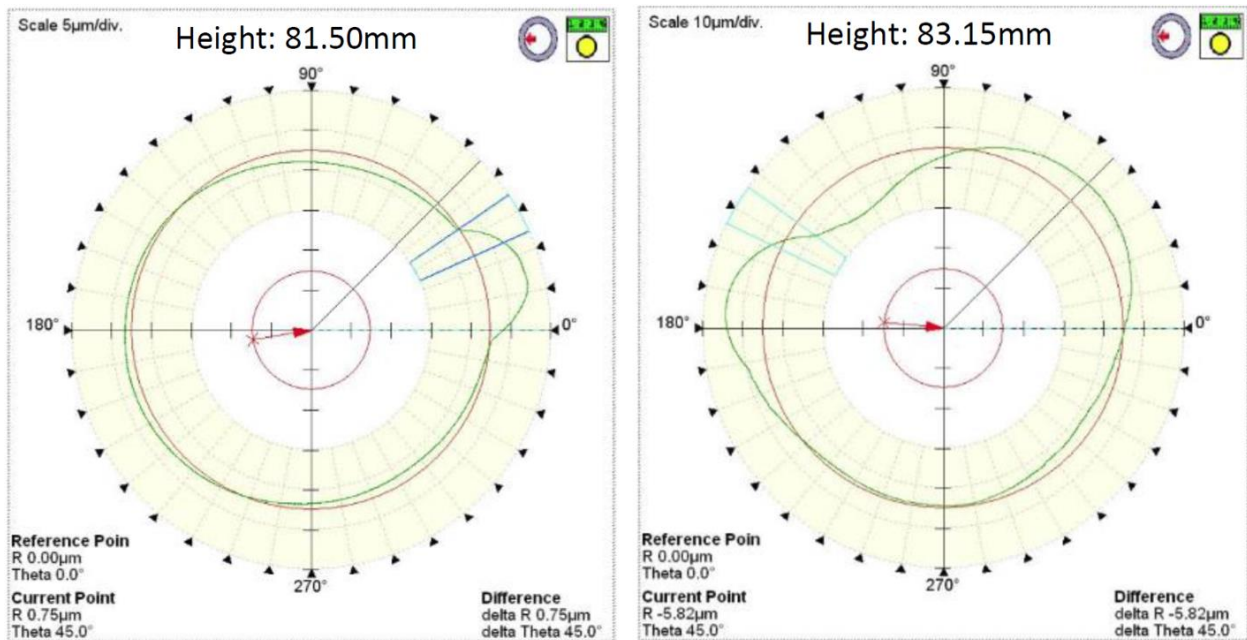 Scale 5µm/div.
Height: 81.50mm
90°
180°
0°
270°
Reference Poin
R 0.00µm
Theta 0.0°
Current Point
R 0.75µm
Theta 45.0°
Difference
delta R 0.75µm
delta Theta 45.0°
Scale 10µm/div.
Height: 83.15mm
90°
180°
0°
270°
Reference Poin
R 0.00µm
Theta 0.0°
Current Point
R -5.82µm
Theta 45.0°
Difference
delta R -5.82µm
delta Theta 45.0°